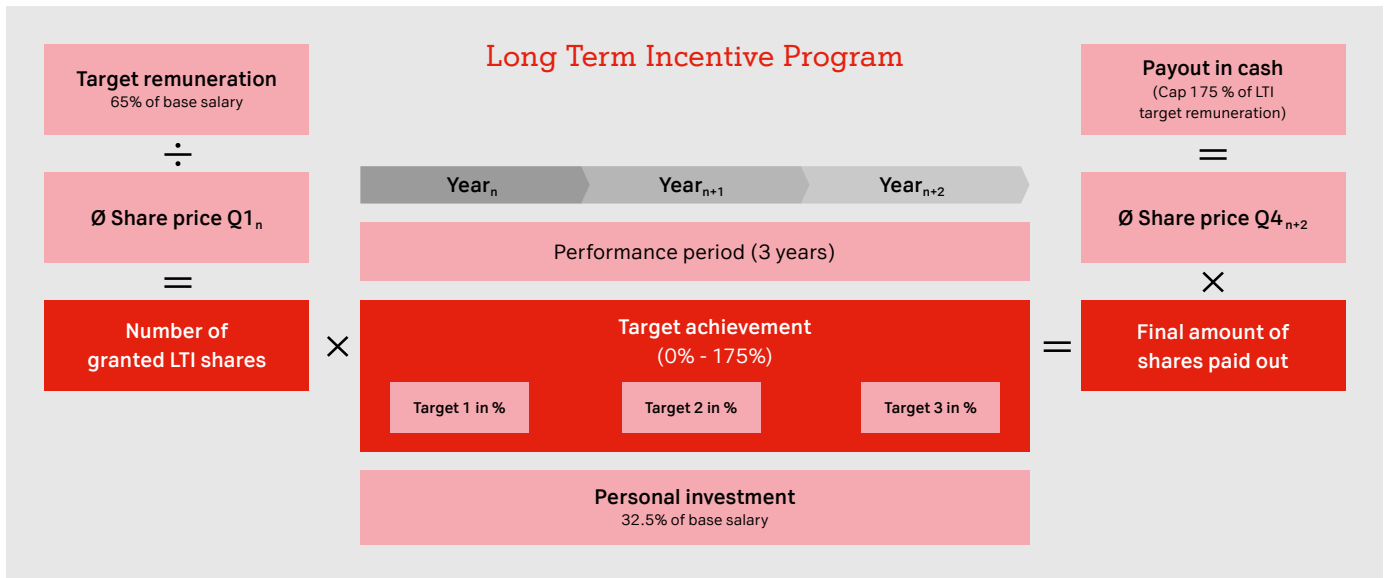 Long Term Incentive Program
Target remuneration
65% of base salary
÷
Ø Share price Q1n
=
Number of
granted LTI shares
×
Yearn
Yearn+1
Yearn+2
Performance period (3 years)
Target achievement
(0% - 175%)
Target 1 in %
Target 2 in %
Target 3 in %
Personal investment
32.5% of base salary
=
Payout in cash
(Cap 175 % of LTI
target remuneration)
=
Ø Share price Q4n+2
×
Final amount of
shares paid out